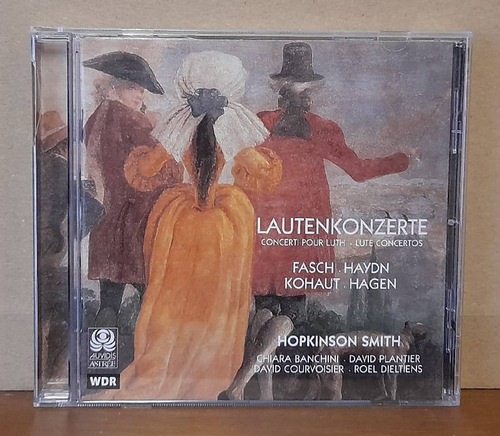 LAUTENKONZERTE
CONCERTI POUR LUTH · LUTE CONCERTOS
FASCH · HAYDN
KOHAUT · HAGEN
HOPKINSON SMITH
CHIARA BANCHINI · DAVID PLANTIER
DAVID COURVOISIER · ROEL DIELTIENS
AUVIDIS
ASTRÉE
WDR